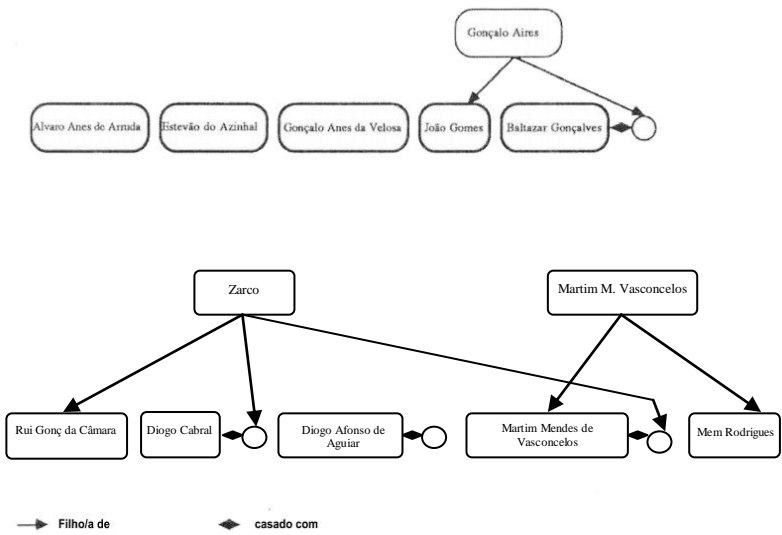 Gonçalo Aires
Alvaro Anes de Arruda
Estevão do Azinhal
Gonçalo Anes da Velosa
João Gomes
Baltazar Gonçalves
Zarco
Martim M. Vasconcelos
Rui Gonç da Câmara
Diogo Cabral
Diogo Afonso de
Aguiar
Martim Mendes de
Vasconcelos
Mem Rodrigues
Filho/a de
casado com